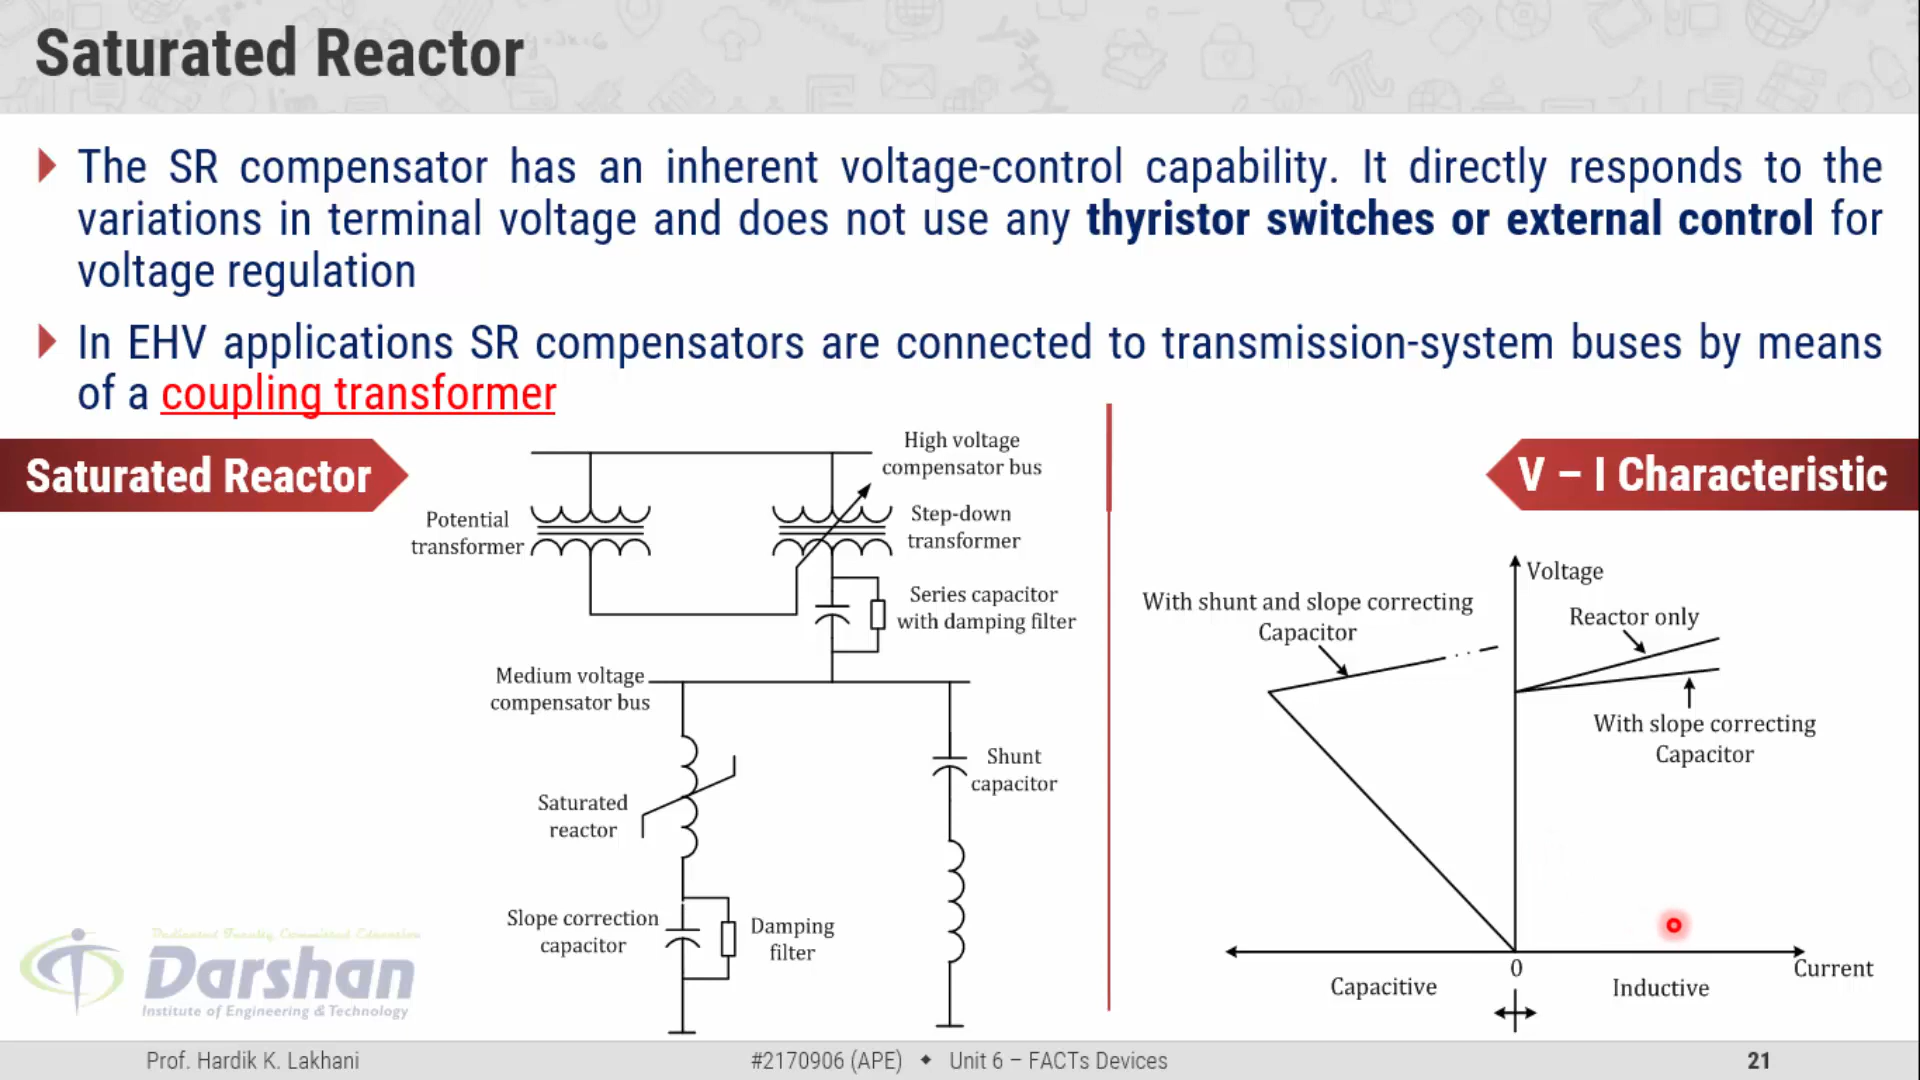 Saturated Reactor
The SR compensator has an inherent voltage-control capability. It directly responds to the
variations in terminal voltage and does not use any thyristor switches or external control for
voltage regulation
In EHV applications SR compensators are connected to transmission-system buses by means
of a coupling transformer
Saturated Reactor
High voltage
compensator bus
Potential
transformer
Step-down
transformer
Series capacitor
with damping filter
Medium voltage
compensator bus
Saturated
reactor
Shunt
capacitor
Slope correction
capacitor
Damping
filter
V – I Characteristic
Voltage
With shunt and slope correcting
Capacitor
Reactor only
With slope correcting
Capacitor
0
Current
Capacitive
Inductive
Dedicated Faculty, Committed Education
Darshan
Institute of Engineering & Technology
Prof. Hardik K. Lakhani
#2170906 (APE) ◆ Unit 6 – FACTs Devices
21